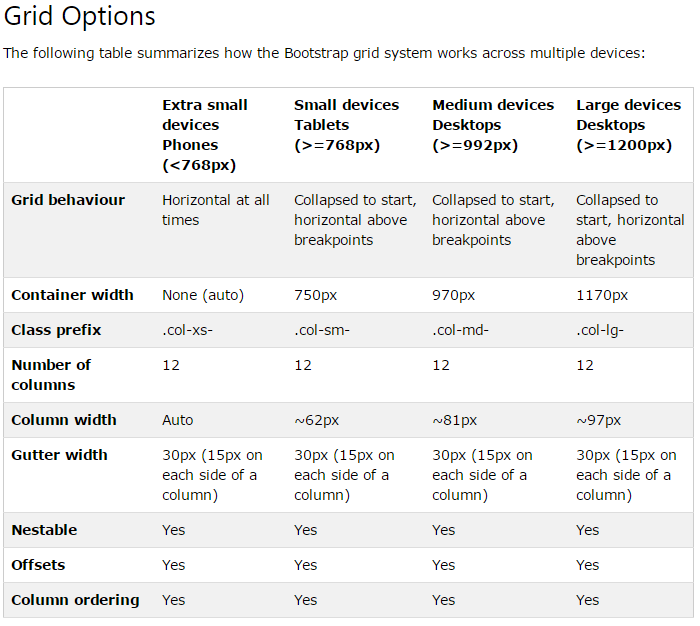 Grid Options
The following table summarizes how the Bootstrap grid system works across multiple devices:
Extra small devices Phones (<768px) Small devices Tablets (>=768px) Medium devices Desktops (>=992px) Large devices Desktops (>=1200px)
Grid behaviour Horizontal at all times Collapsed to start, horizontal above breakpoints Collapsed to start, horizontal above breakpoints Collapsed to start, horizontal above breakpoints
Container width None (auto) 750px 970px 1170px
Class prefix .col-xs- .col-sm- .col-md- .col-lg-
Number of columns 12 12 12 12
Column width Auto ~62px ~81px ~97px
Gutter width 30px (15px on each side of a column) 30px (15px on each side of a column) 30px (15px on each side of a column) 30px (15px on each side of a column)
Nestable Yes Yes Yes Yes
Offsets Yes Yes Yes Yes
Column ordering Yes Yes Yes Yes